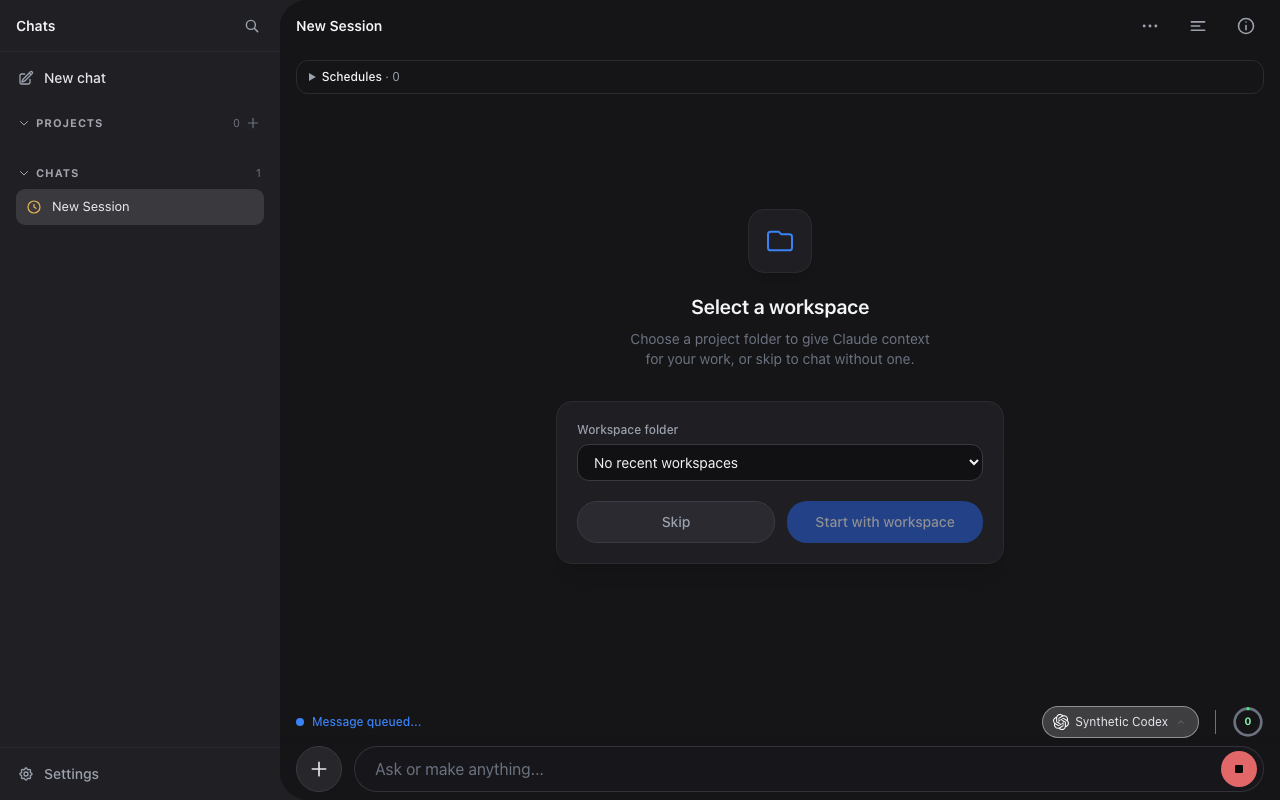 Chats
New chat
PROJECTS
0
CHATS
1
New Session
Settings
New Session
Schedules · 0
Select a workspace
Choose a project folder to give Claude context
for your work, or skip to chat without one.
Workspace folder
No recent workspaces
Skip
Start with workspace
Message queued...
Synthetic Codex
0
Ask or make anything...